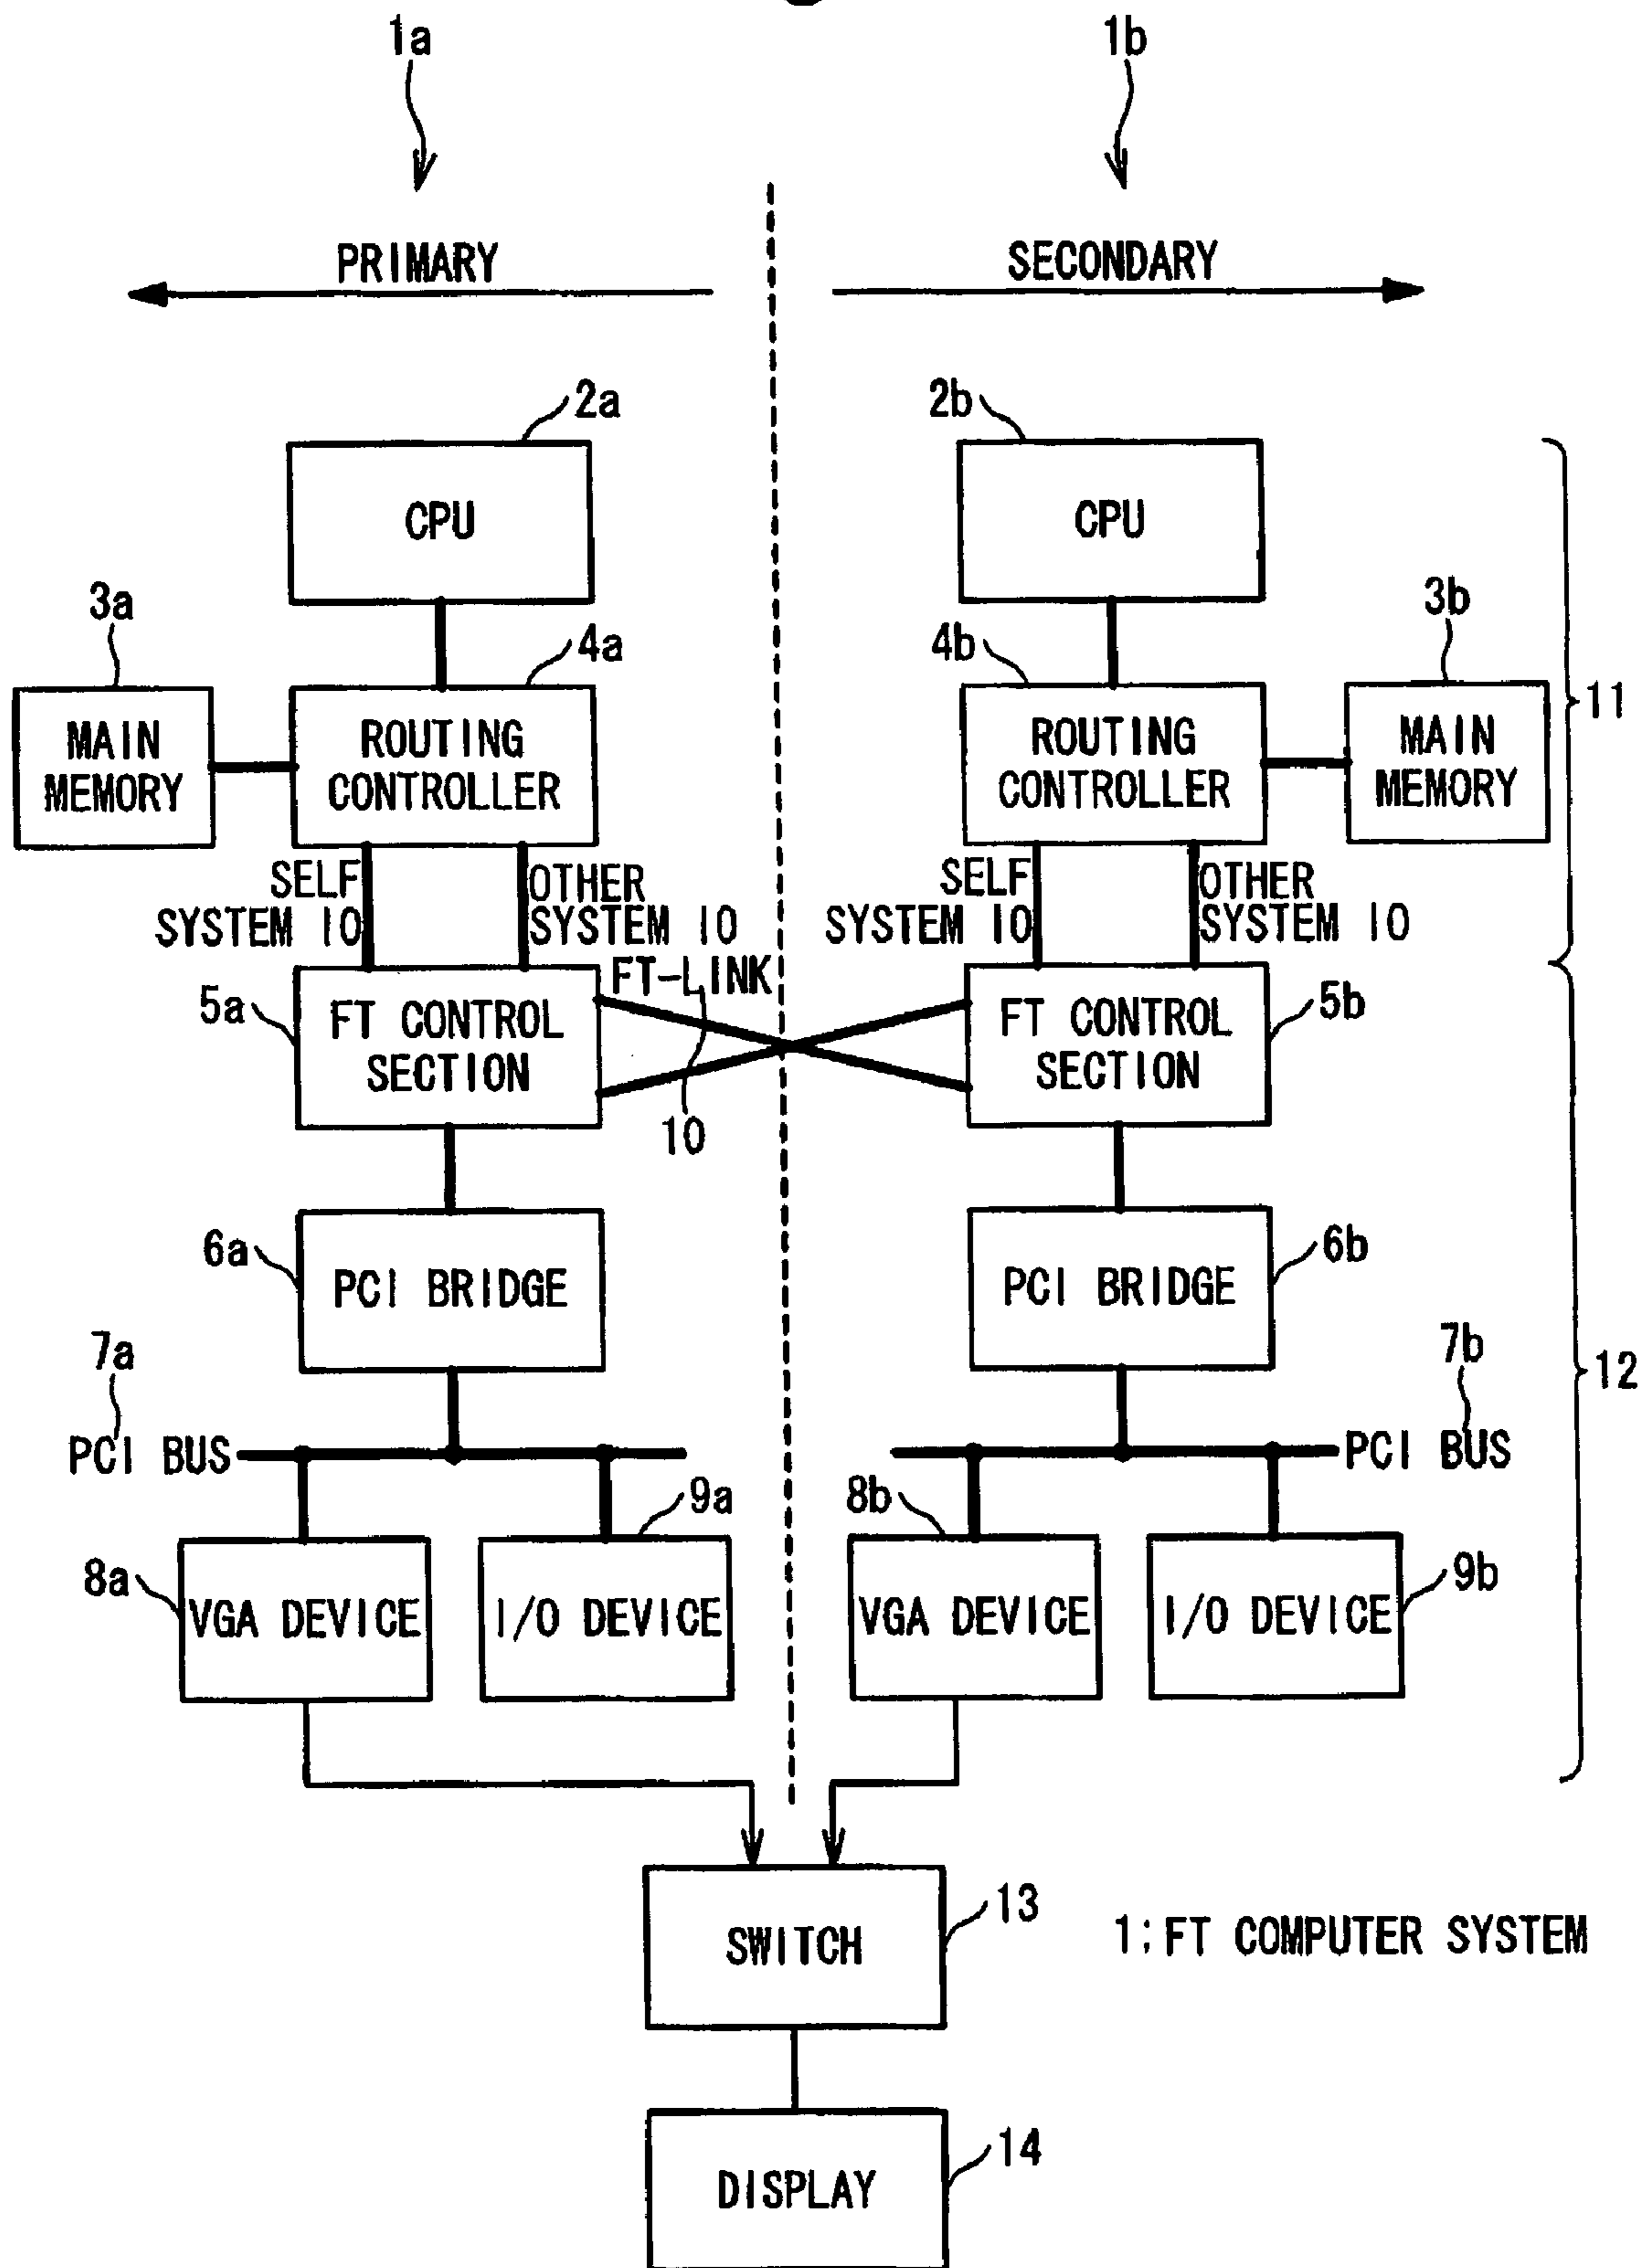 1a
1b
PRIMARY
SECONDARY
2a
2b
CPU
CPU
3a
3b
4a
4b
MAIN
MEMORY
ROUTING
CONTROLLER
ROUTING
CONTROLLER
MAIN
MEMORY
11
SELF
SYSTEM IO
OTHER
SYSTEM IO
SELF
SYSTEM IO
OTHER
SYSTEM IO
FT-LINK
5a
FT CONTROL
SECTION
10
FT CONTROL
SECTION
5b
6a
PCI BRIDGE
PCI BRIDGE
6b
7a
7b
12
PCI BUS
PCI BUS
9a
8b
8a
VGA DEVICE
I/O DEVICE
VGA DEVICE
I/O DEVICE
9b
13
SWITCH
1; FT COMPUTER SYSTEM
14
DISPLAY